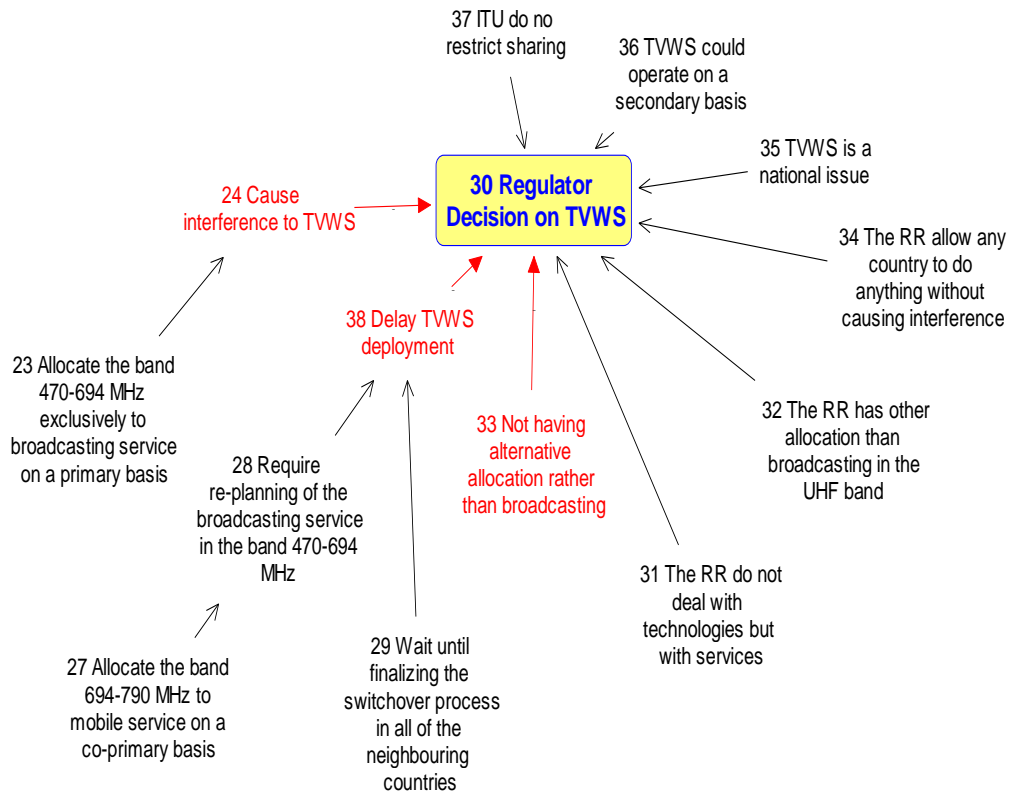 37 ITU do no
restrict sharing
36 TVWS could
operate on a
secondary basis
35 TVWS is a
national issue
30 Regulator
Decision on TVWS
24 Cause
interference to TVWS
34 The RR allow any
country to do
anything without
causing interference
38 Delay TVWS
deployment
23 Allocate the band
470-694 MHz
exclusively to
broadcasting service
on a primary basis
33 Not having
alternative
allocation rather
than broadcasting
32 The RR has other
allocation than
broadcasting in the
UHF band
28 Require
re-planning of the
broadcasting service
in the band 470-694
MHz
31 The RR do not
deal with
technologies but
with services
29 Wait until
finalizing the
switchover process
in all of the
neighbouring
countries
27 Allocate the band
694-790 MHz to
mobile service on a
co-primary basis